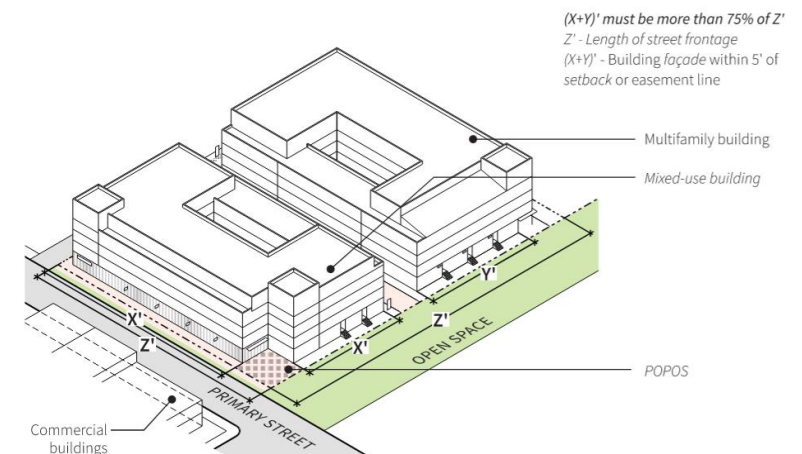 (X+Y)' must be more than 75% of Z'
Z' - Length of street frontage
(X+Y)' - Building façade within 5' of
setback or easement line
Multifamily building
Mixed-use building
Y'
Z'
X'
OPEN SPACE
X'
Z'
POPOS
PRIMARY STREET
Commercial
buildings